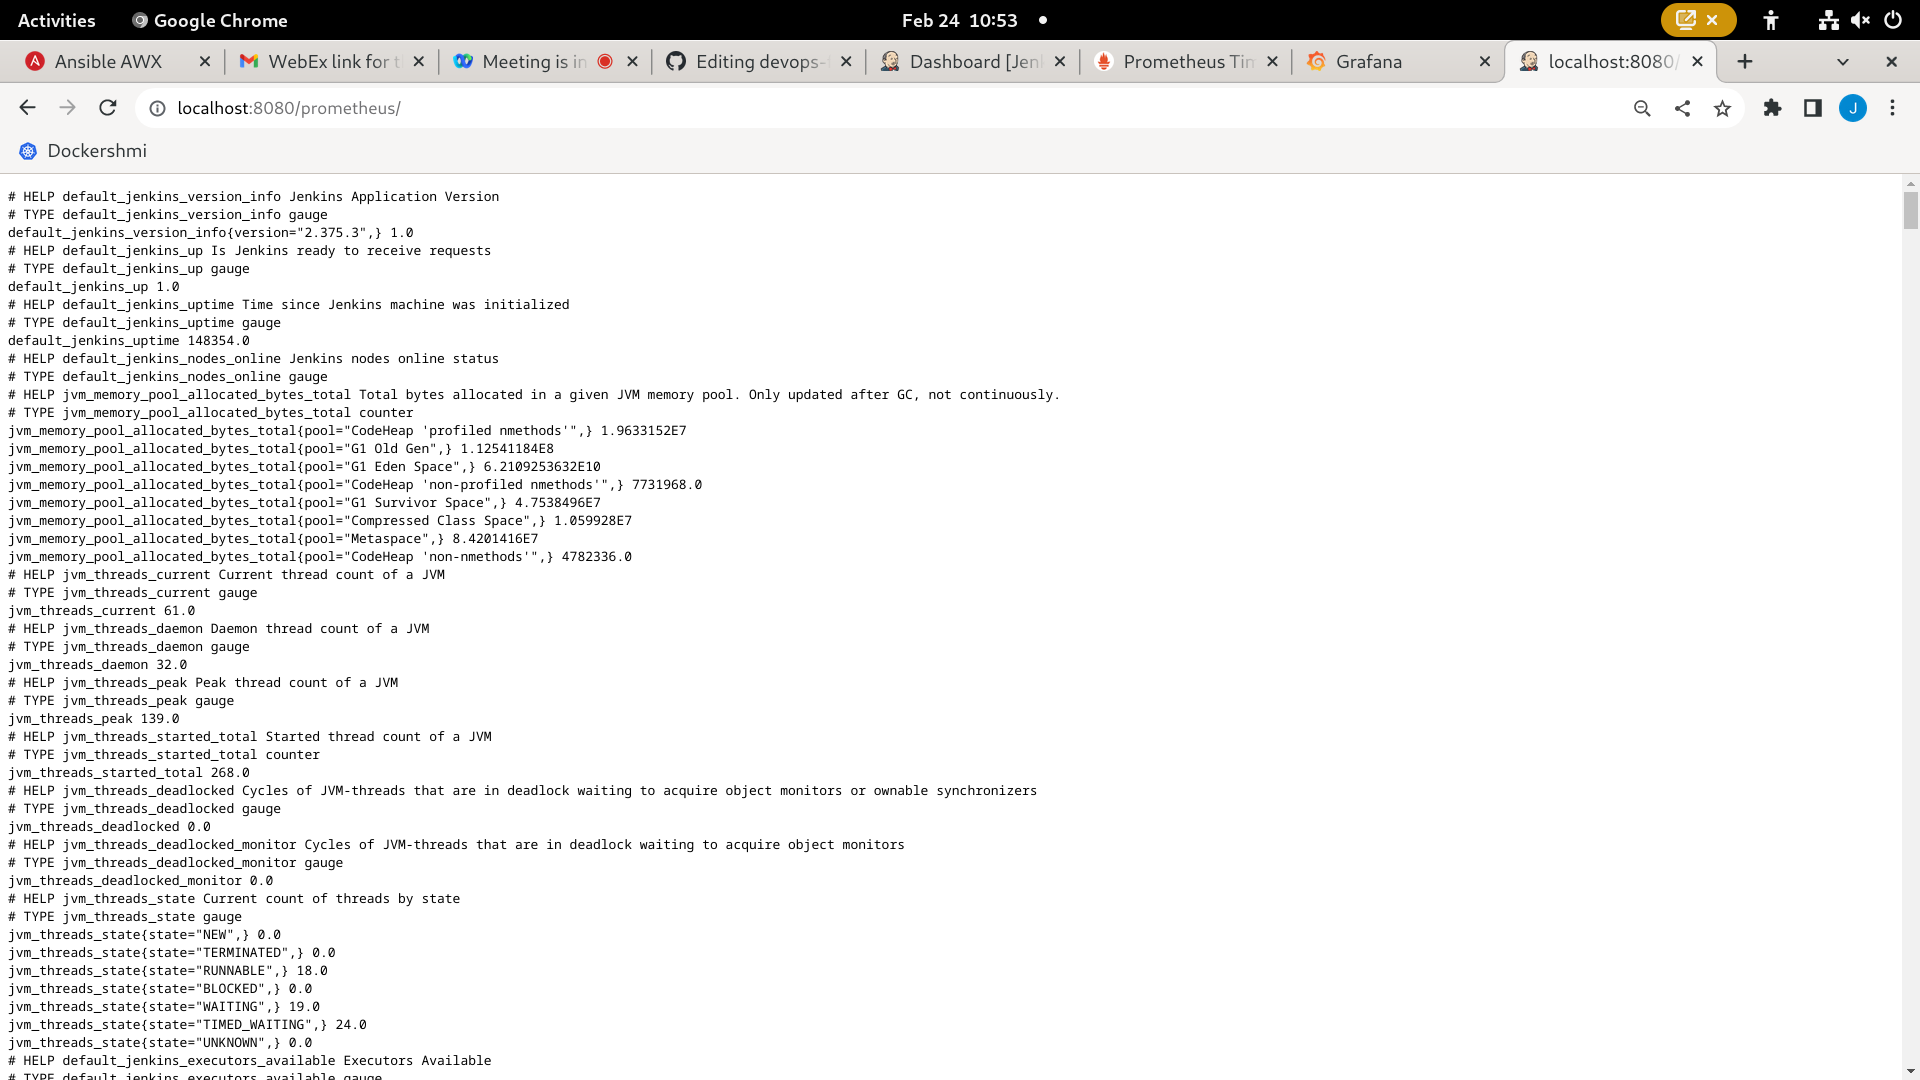 Activities
Google Chrome
Feb 24 10:53
Ansible AWX
WebEx link for t
Meeting is in
Editing devops-
Dashboard [Jen
Prometheus Tim
Grafana
localhost:8080/
localhost:8080/prometheus/
J
Dockershmi
# HELP default_jenkins_version_info Jenkins Application Version
# TYPE default_jenkins_version_info gauge
default_jenkins_version_info{version="2.375.3",} 1.0
# HELP default_jenkins_up Is Jenkins ready to receive requests
# TYPE default_jenkins_up gauge
default_jenkins_up 1.0
# HELP default_jenkins_uptime Time since Jenkins machine was initialized
# TYPE default_jenkins_uptime gauge
default_jenkins_uptime 148354.0
# HELP default_jenkins_nodes_online Jenkins nodes online status
# TYPE default_jenkins_nodes_online gauge
# HELP jvm_memory_pool_allocated_bytes_total Total bytes allocated in a given JVM memory pool. Only updated after GC, not continuously.
# TYPE jvm_memory_pool_allocated_bytes_total counter
jvm_memory_pool_allocated_bytes_total{pool="CodeHeap 'profiled nmethods'",} 1.9633152E7
jvm_memory_pool_allocated_bytes_total{pool="G1 Old Gen",} 1.12541184E8
jvm_memory_pool_allocated_bytes_total{pool="G1 Eden Space",} 6.2109253632E10
jvm_memory_pool_allocated_bytes_total{pool="CodeHeap 'non-profiled nmethods'",} 7731968.0
jvm_memory_pool_allocated_bytes_total{pool="G1 Survivor Space",} 4.7538496E7
jvm_memory_pool_allocated_bytes_total{pool="Compressed Class Space",} 1.059928E7
jvm_memory_pool_allocated_bytes_total{pool="Metaspace",} 8.4201416E7
jvm_memory_pool_allocated_bytes_total{pool="CodeHeap 'non-nmethods'",} 4782336.0
# HELP jvm_threads_current Current thread count of a JVM
# TYPE jvm_threads_current gauge
jvm_threads_current 61.0
# HELP jvm_threads_daemon Daemon thread count of a JVM
# TYPE jvm_threads_daemon gauge
jvm_threads_daemon 32.0
# HELP jvm_threads_peak Peak thread count of a JVM
# TYPE jvm_threads_peak gauge
jvm_threads_peak 139.0
# HELP jvm_threads_started_total Started thread count of a JVM
# TYPE jvm_threads_started_total counter
jvm_threads_started_total 268.0
# HELP jvm_threads_deadlocked Cycles of JVM-threads that are in deadlock waiting to acquire object monitors or ownable synchronizers
# TYPE jvm_threads_deadlocked gauge
jvm_threads_deadlocked 0.0
# HELP jvm_threads_deadlocked_monitor Cycles of JVM-threads that are in deadlock waiting to acquire object monitors
# TYPE jvm_threads_deadlocked_monitor gauge
jvm_threads_deadlocked_monitor 0.0
# HELP jvm_threads_state Current count of threads by state
# TYPE jvm_threads_state gauge
jvm_threads_state{state="NEW",} 0.0
jvm_threads_state{state="TERMINATED",} 0.0
jvm_threads_state{state="RUNNABLE",} 18.0
jvm_threads_state{state="BLOCKED",} 0.0
jvm_threads_state{state="WAITING",} 19.0
jvm_threads_state{state="TIMED_WAITING",} 24.0
jvm_threads_state{state="UNKNOWN",} 0.0
# HELP default_jenkins_executors_available Executors Available
# TYPE default_jenkins_executors_available gauge